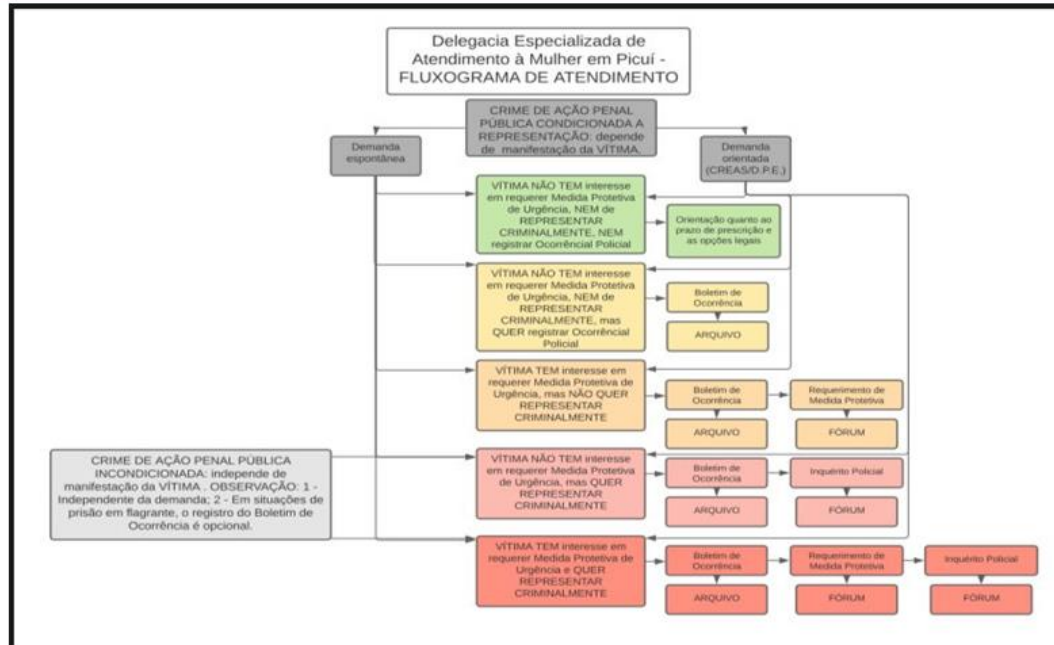 Delegacia Especializada de
Atendimento à Mulher em Picuí -
FLUXOGRAMA DE ATENDIMENTO
CRIME DE AÇÃO PENAL
PÚBLICA CONDICIONADA A
REPRESENTAÇÃO: depende
de manifestação da VÍTIMA.
Demanda
espontânea
Demanda
orientada
(CREAS/D.P.E.)
VÍTIMA NÃO TEM interesse
em requerer Medida Protetiva
de Urgência, NEM de
REPRESENTAR
CRIMINALMENTE, NEM
registrar Ocorrêncial Policial
Orientação quanto ao
prazo de prescrição e
as opções legais
VÍTIMA NÃO TEM interesse
em requerer Medida Protetiva
de Urgência, NEM de
REPRESENTAR
CRIMINALMENTE, mas
QUER registrar Ocorrêncial
Policial
Boletim de
Ocorrência
ARQUIVO
VÍTIMA TEM interesse em
requerer Medida Protetiva de
Urgência, mas NÃO QUER
REPRESENTAR
CRIMINALMENTE
Boletim de
Ocorrência
Requerimento de
Medida Protetiva
ARQUIVO
FÓRUM
CRIME DE AÇÃO PENAL PÚBLICA
INCONDICIONADA: independe de
manifestação da VÍTIMA . OBSERVAÇÃO: 1 -
Independente da demanda; 2 - Em situações de
prisão em flagrante, o registro do Boletim de
Ocorrência é opcional.
VÍTIMA NÃO TEM interesse
em requerer Medida Protetiva
de Urgência, mas QUER
REPRESENTAR
CRIMINALMENTE
Boletim de
Ocorrência
Inquérito Policial
ARQUIVO
FÓRUM
VÍTIMA TEM interesse em
requerer Medida Protetiva de
Urgência e QUER
REPRESENTAR
CRIMINALMENTE
Boletim de
Ocorrência
Requerimento de
Medida Protetiva
Inquérito Policial
ARQUIVO
FÓRUM
FÓRUM